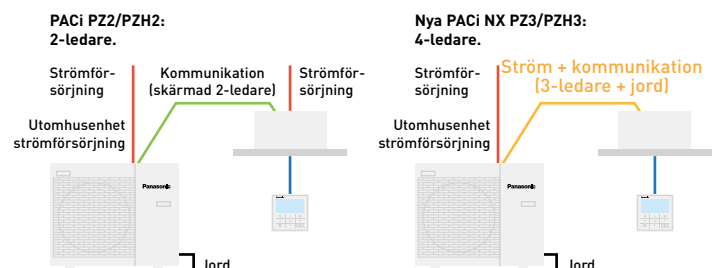 PACi PZ2/PZH2:
2-ledare.
Strömför-
sörjning
Kommunikation
(skärmad 2-ledare)
Strömför-
sörjning
Utomhusenhet
strömförsörjning
Panasonic
Jord
Nya PACi NX PZ3/PZH3:
4-ledare.
Strömför-
sörjning
Ström + kommunikation
(3-ledare + jord)
Utomhusenhet
strömförsörjning
Panasonic
Jord